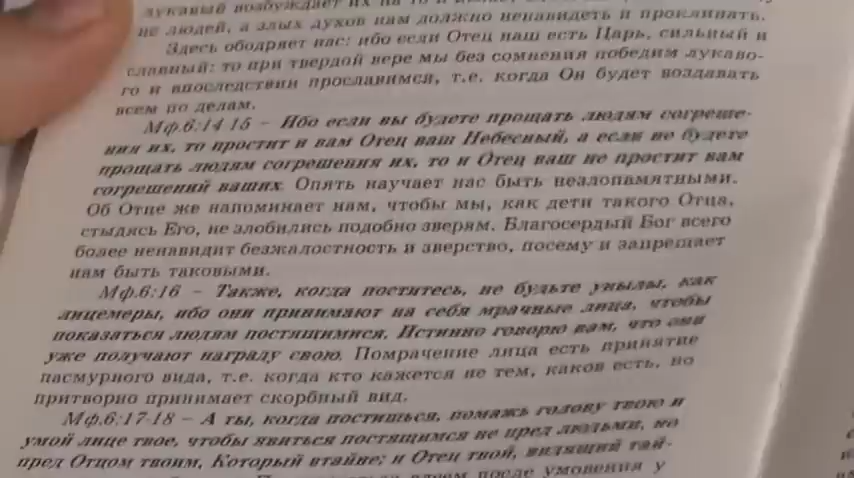 лукавый возбуждает их на то и
не людей, а злых духов нам должно ненавидеть и проклинать.
Здесь ободряет нас: ибо если Отец наш есть Царь, сильный и
славный: то при твердой вере мы без сомнения победим лукаво-
го и впоследствии прославимся, т.е. когда Он будет воздавать
всем по делам.
Мф.6:14-15 – Ибо если вы будете прощать людям согреше-
ния их, то простит и вам Отец ваш Небесный, а если не будете
прощать людям согрешения их, то и Отец ваш не простит вам
согрешений ваших. Опять научает нас быть незлопамятными.
Об Отце же напоминает нам, чтобы мы, как дети такого Отца,
стыдясь Его, не злобились подобно зверям. Благосердый Бог всего
более ненавидит безжалостность и зверство, посему и запрещает
нам быть таковыми.
Мф.6:16 – Также, когда поститесь, не будьте унылы, как
лицемеры, ибо они принимают на себя мрачные лица, чтобы
показаться людям постящимися. Истинно говорю вам, что они
уже получают награду свою. Помрачение лица есть принятие
пасмурного вида, т.е. когда кто кажется не тем, каков есть, но
притворно принимает скорбный вид.
Мф.6:17-18 – А ты, когда постишься, помажь голову твою и
умой лице твое, чтобы явиться постящимся не пред людьми, но
пред Отцом твоим, Который втайне; и Отец твой, видящий тай-
после умовения у